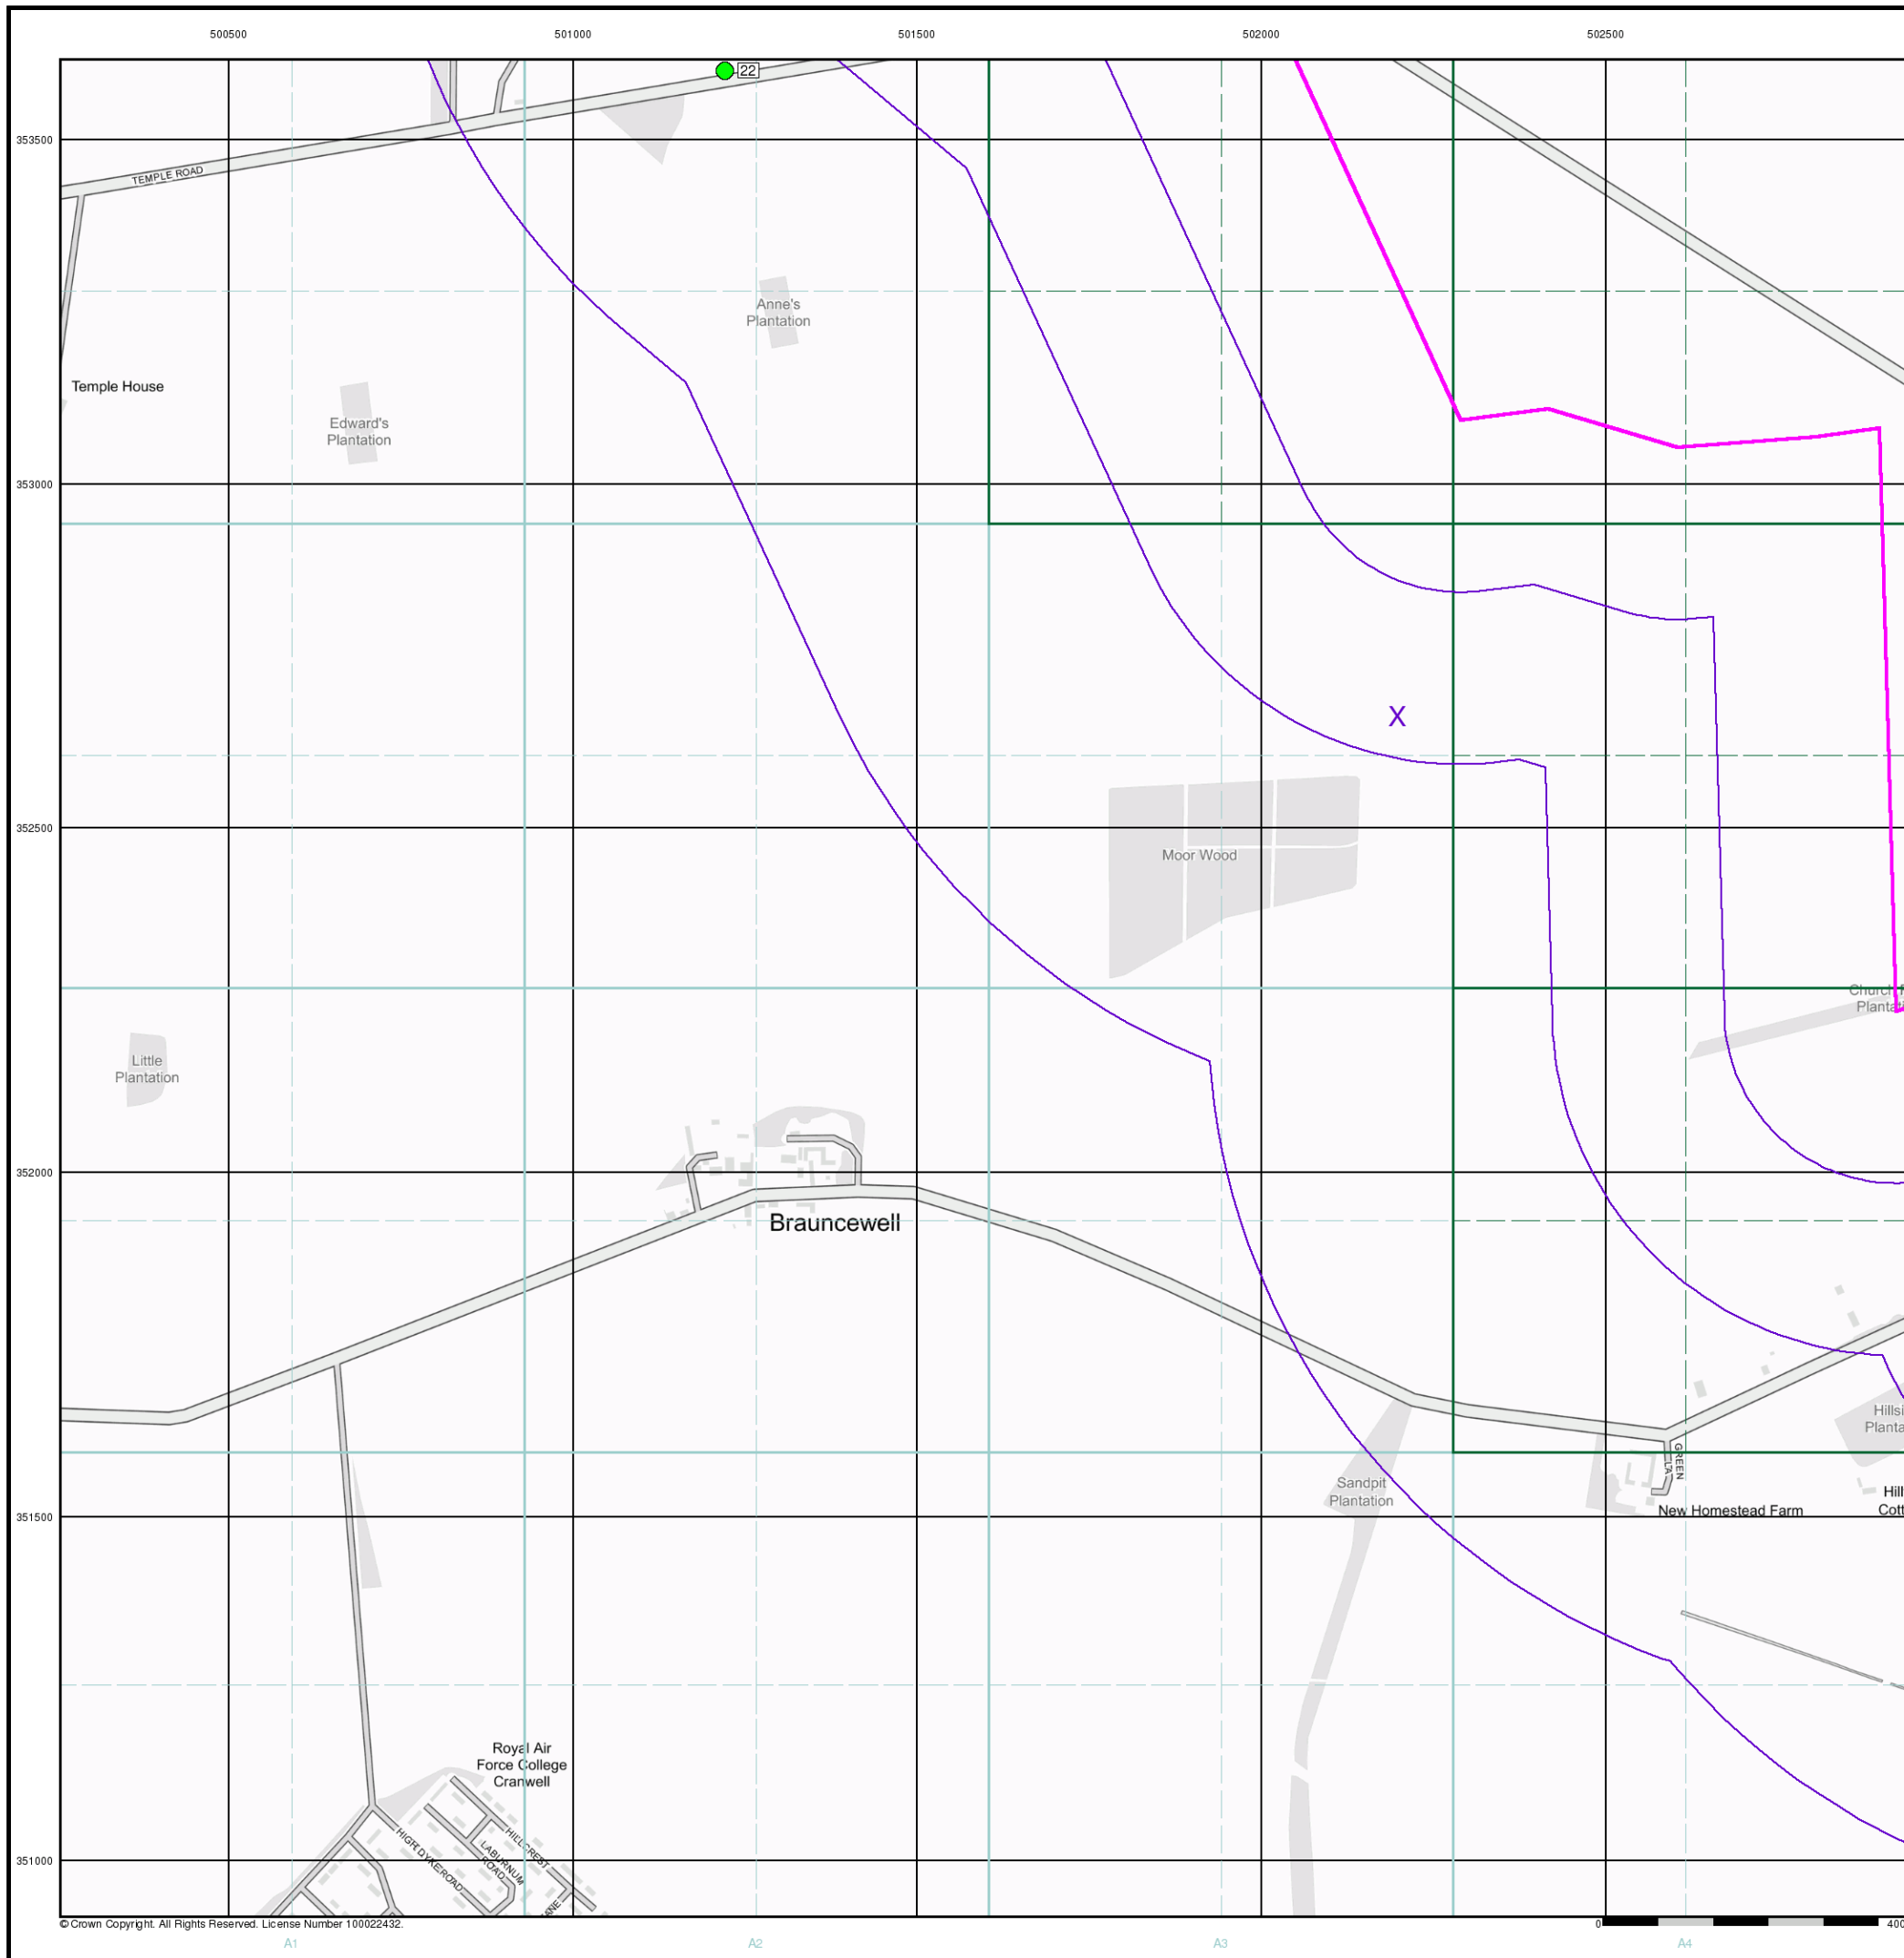 500500 501000 501500 502000 502500
22
353500
TEMPLE ROAD
Anne's
Plantation
Temple House
Edward's
Plantation
353000
X
352500
Moor Wood
Little
Plantation
352000
Brauncewell
Sandpit
Plantation
GREEN
LA
New Homestead Farm
351500
Royal Air
Force College
Cranwell
HIGH DYKE ROAD
LABURNUM
ROAD
HILLCREST
351000
© Crown Copyright. All Rights Reserved. License Number 100022432.
0 400
A1 A2 A3 A4